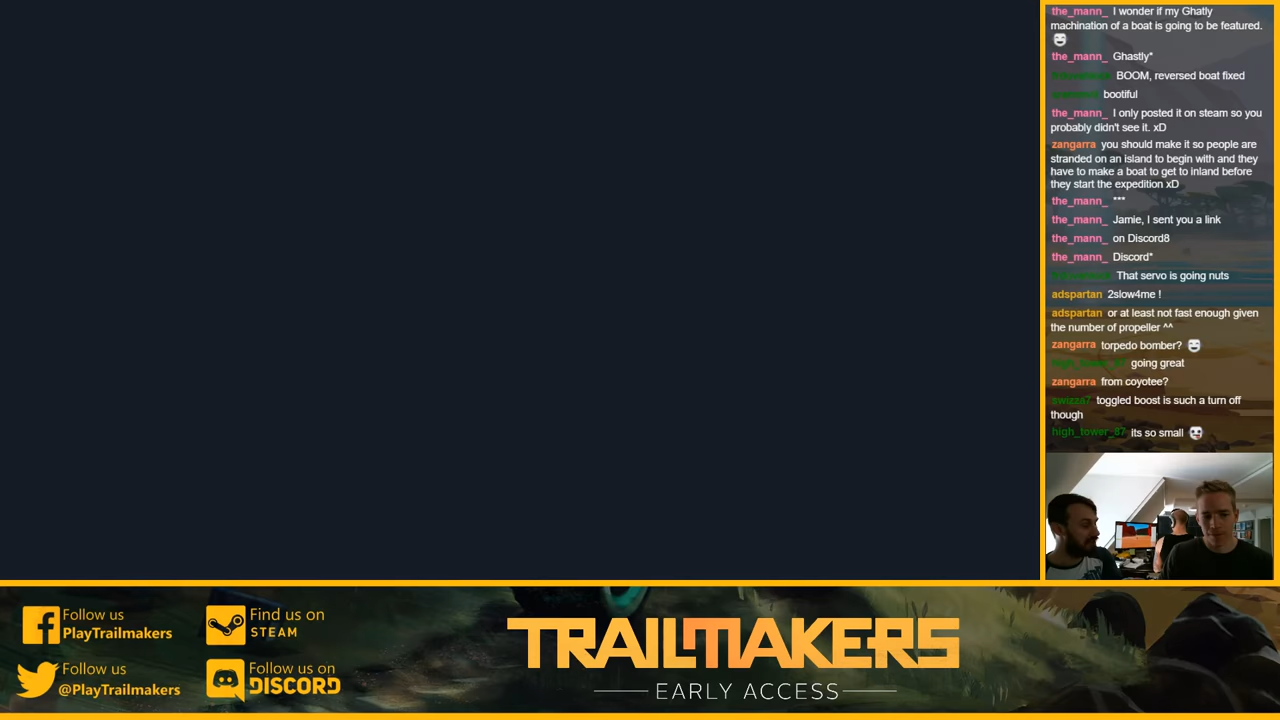 the_mann_ I wonder if my Ghatly
machination of a boat is going to be featured.
the_mann_ Ghastly*
BOOM, reversed boat fixed
bootiful
the_mann_ I only posted it on steam so you
probably didn't see it. xD
zangarra you should make it so people are
stranded on an island to begin with and they
have to make a boat to get to inland before
they start the expedition xD
the_mann_ ***
the_mann_ Jamie, I sent you a link
the_mann_ on Discord8
the_mann_ Discord*
That servo is going nuts
adspartan 2slow4me !
adspartan or at least not fast enough given
the number of propeller ^^
zangarra torpedo bomber?
high_tower_87 going great
zangarra from coyotee?
swizza7 toggled boost is such a turn off
though
high_tower_87 its so small
Follow us
PlayTrailmakers
Find us on
STEAM
Follow us
@PlayTrailmakers
Follow us on
DISCORD
TRAILMAKERS
EARLY ACCESS